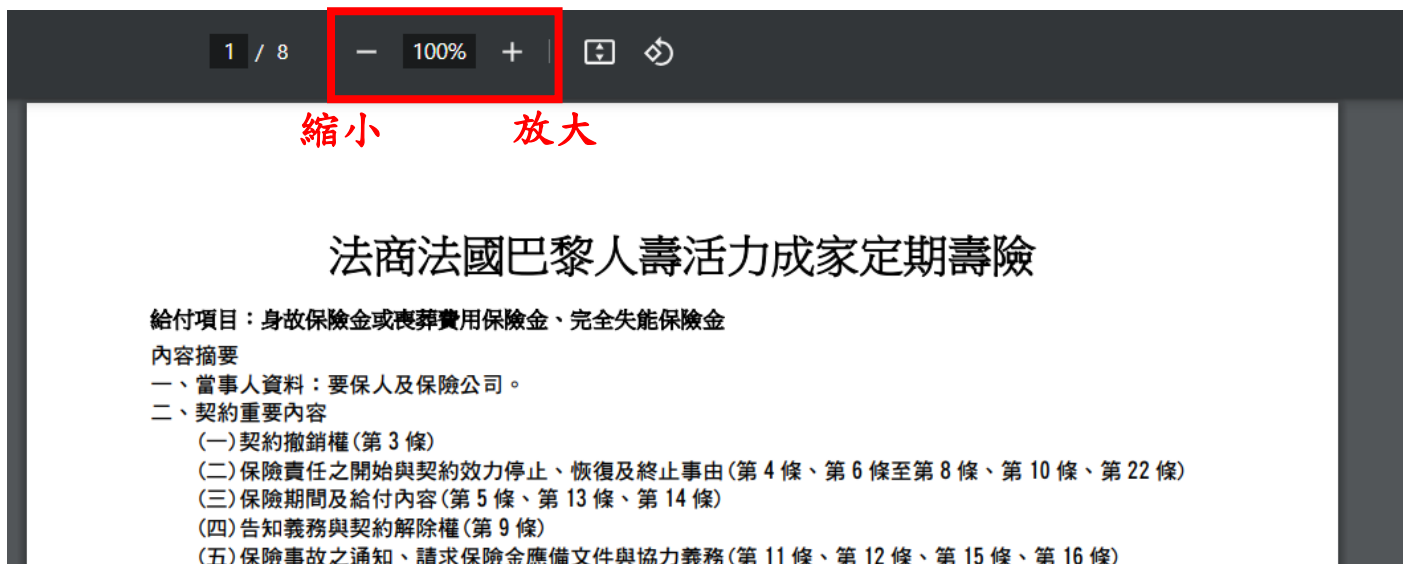 1 / 8 — 100% +
縮小 放大
法商法國巴黎人壽活力成家定期壽險
給付項目：身故保險金或喪葬費用保險金、完全失能保險金
內容摘要
一、當事人資料：要保人及保險公司。
二、契約重要內容
(一)契約撤銷權(第 3 條)
(二)保險責任之開始與契約效力停止、恢復及終止事由(第 4 條、第 6 條至第 8 條、第 10 條、第 22 條)
(三)保險期間及給付內容(第 5 條、第 13 條、第 14 條)
(四)告知義務與契約解除權(第 9 條)
(五)保險事故之通知、請求保險金應備文件與協力義務(第 11 條、第 12 條、第 15 條、第 16 條)